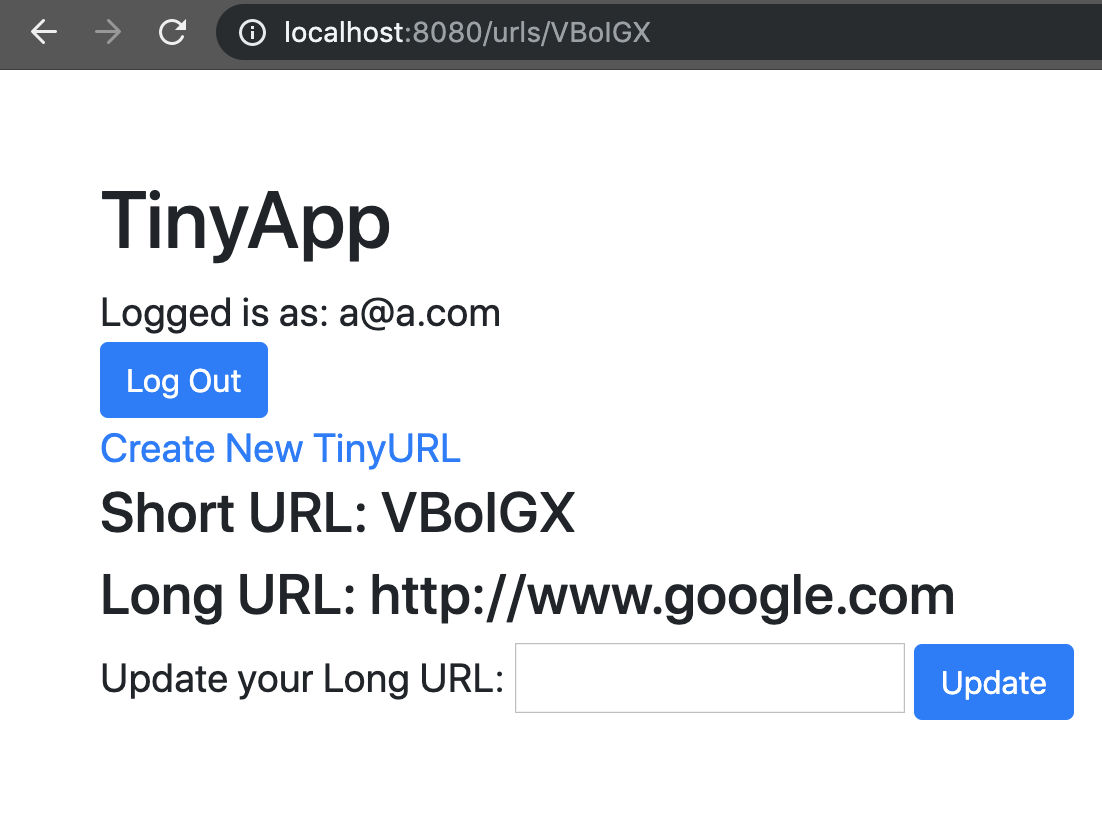 localhost:8080/urls/VBoIGX
TinyApp
Logged is as: a@a.com
Log Out
Create New TinyURL
Short URL: VBoIGX
Long URL: http://www.google.com
Update your Long URL:
Update